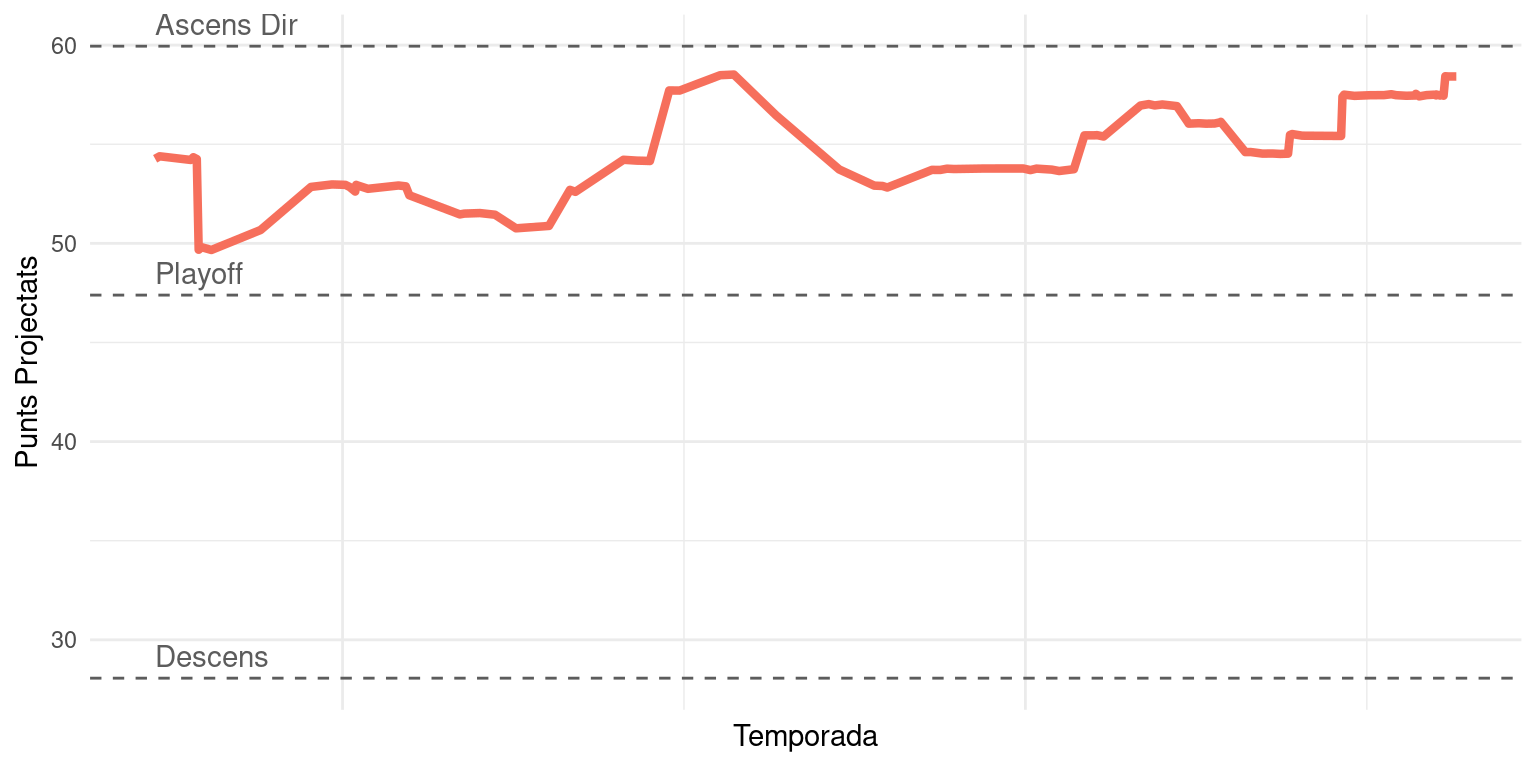 Ascens Dir
60
50
Playoff
Punts Projectats
40
30
Descens
Temporada